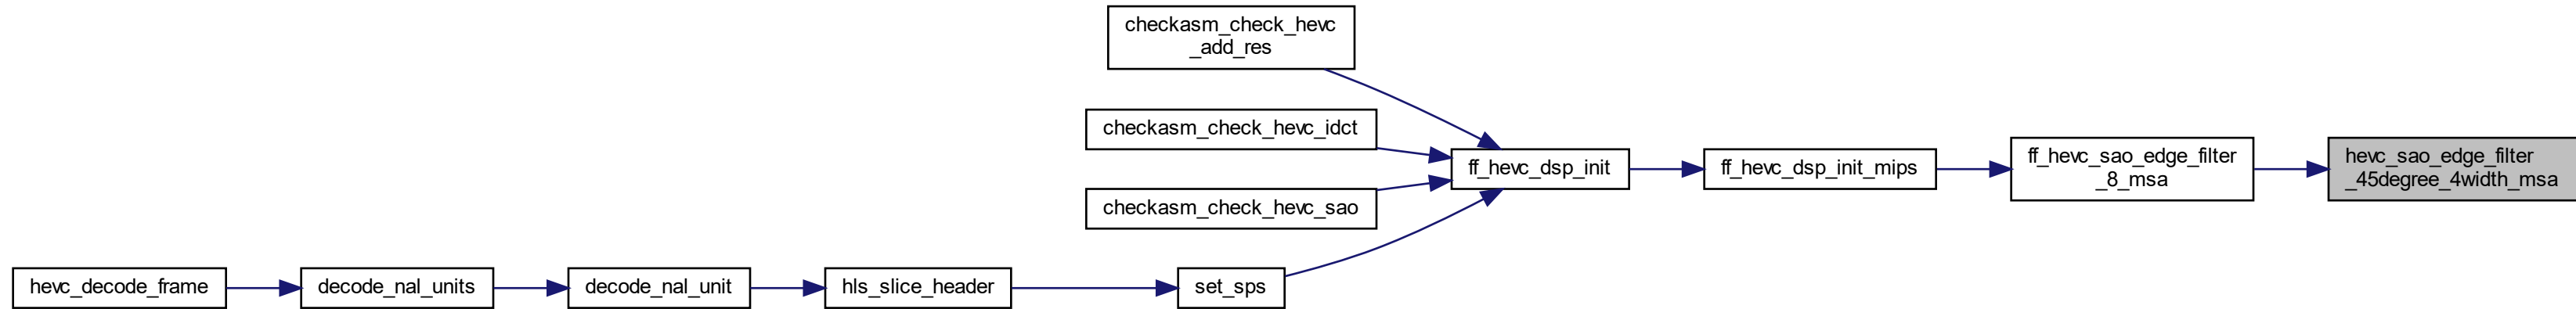 checkasm_check_hevc
_add_res
checkasm_check_hevc_idct
ff_hevc_dsp_init
ff_hevc_dsp_init_mips
ff_hevc_sao_edge_filter
_8_msa
hevc_sao_edge_filter
_45degree_4width_msa
checkasm_check_hevc_sao
hevc_decode_frame
decode_nal_units
decode_nal_unit
hls_slice_header
set_sps